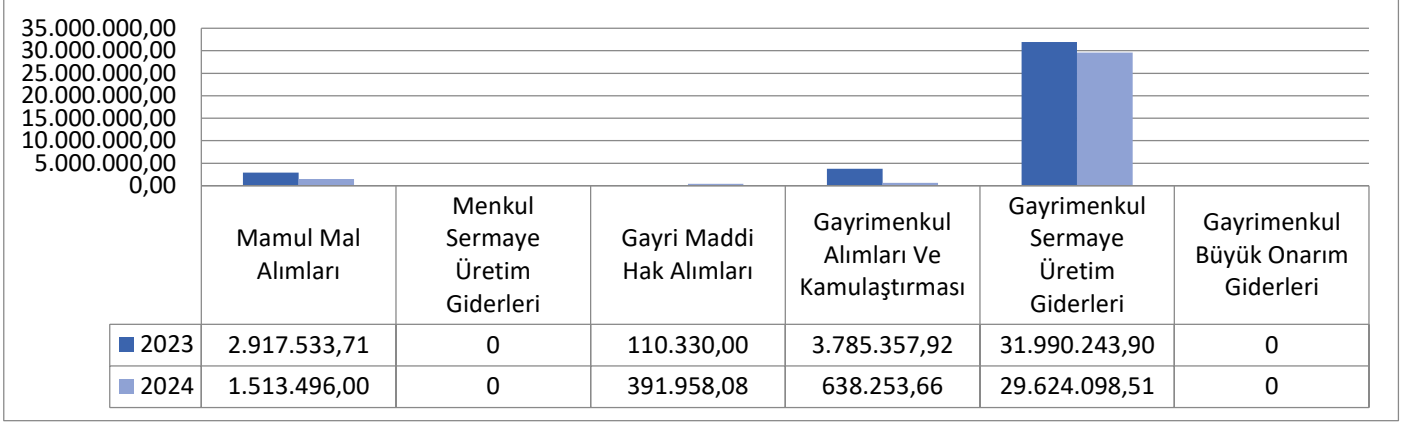 35.000.000,00
30.000.000,00
25.000.000,00
20.000.000,00
15.000.000,00
10.000.000,00
5.000.000,00
0,00
Mamul Mal
Alımları
Menkul
Sermaye
Üretim
Giderleri
Gayri Maddi
Hak Alımları
Gayrimenkul
Alımları Ve
Kamulaştırması
Gayrimenkul
Sermaye
Üretim
Giderleri
Gayrimenkul
Büyük Onarım
Giderleri
2023 2.917.533,71 0 110.330,00 3.785.357,92 31.990.243,90 0
2024 1.513.496,00 0 391.958,08 638.253,66 29.624.098,51 0